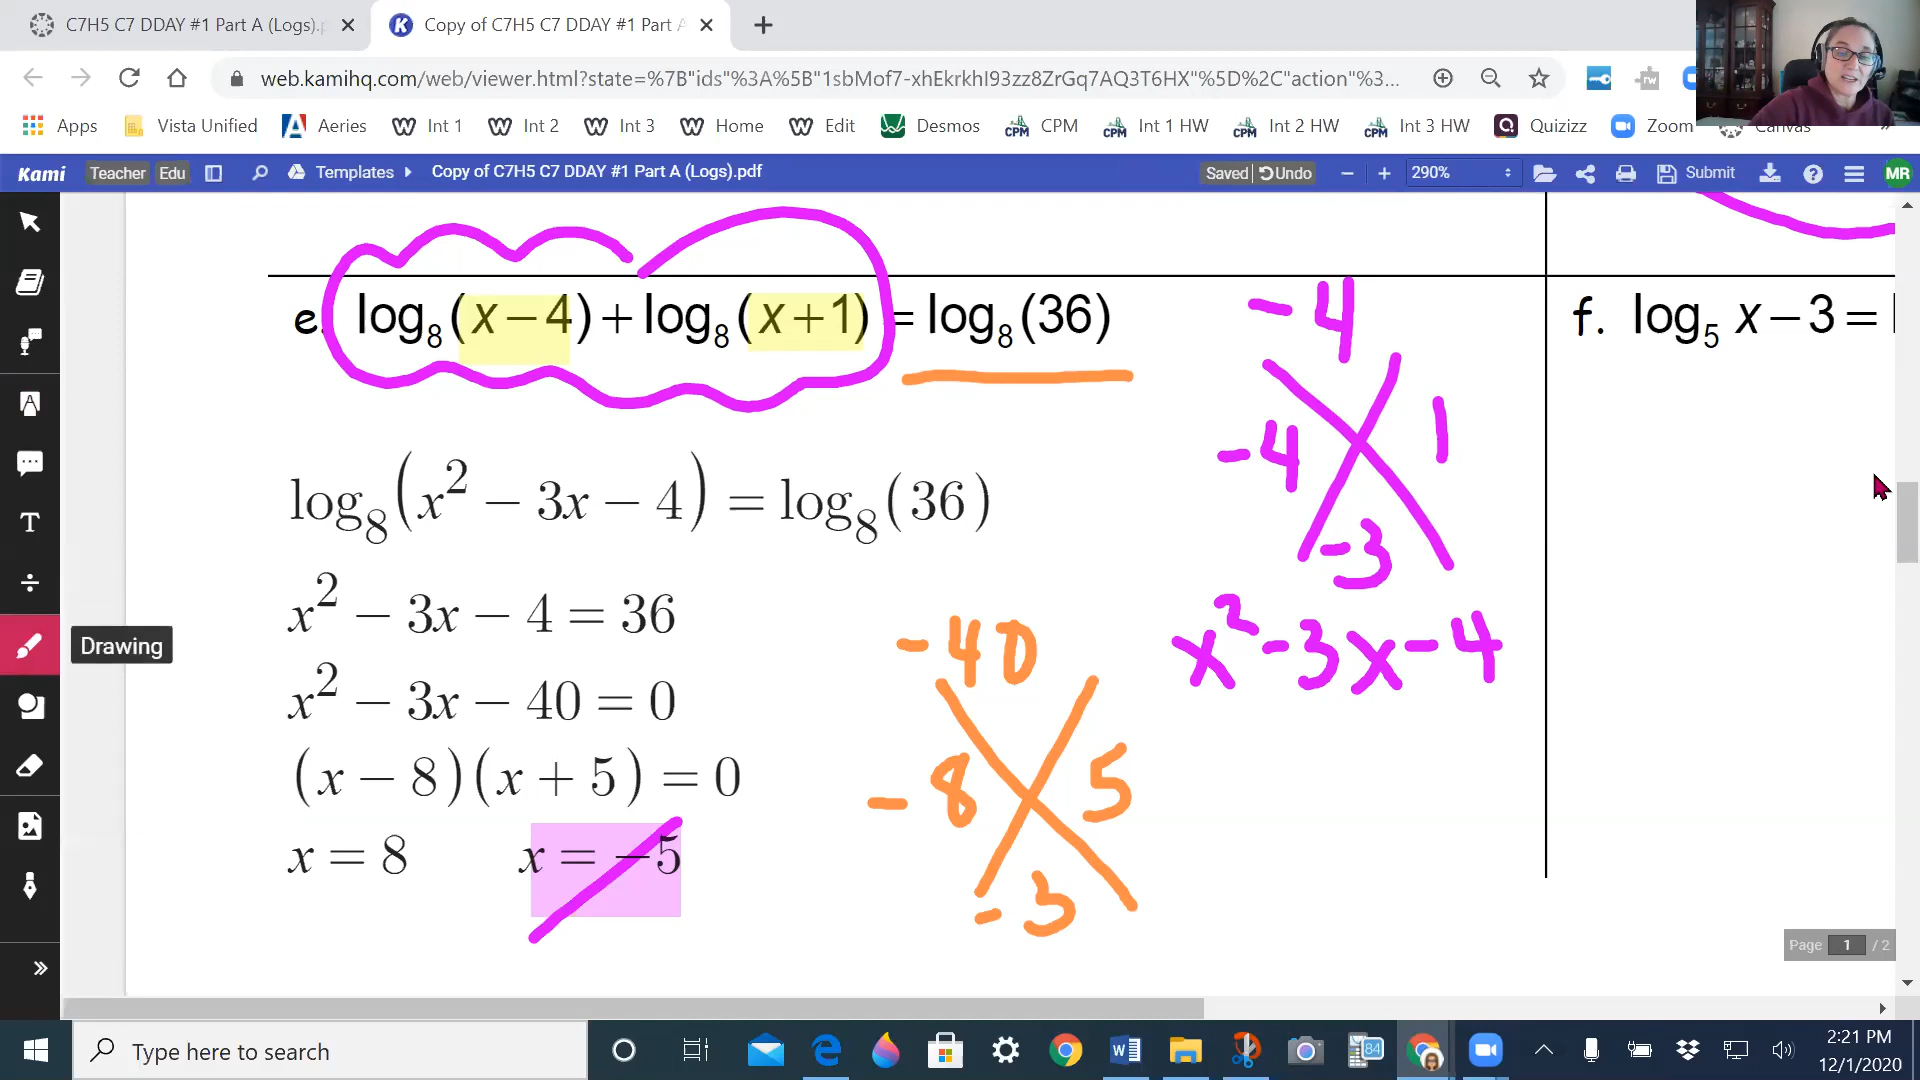 C7H5 C7 DDAY #1 Part A (Logs).p
Copy of C7H5 C7 DDAY #1 Part A
web.kamihq.com/web/viewer.html?state=%7B"ids"%3A%5B"1sbMof7-xhEkrkhI93zz8ZrGq7AQ3T6HX"%5D%2C"action"%3...
Apps Vista Unified Aeries Int 1 Int 2 Int 3 Home Edit Desmos CPM Int 1 HW Int 2 HW Int 3 HW Quizizz Zoom Canvas »
Kami Teacher Edu Templates Copy of C7H5 C7 DDAY #1 Part A (Logs).pdf Saved Undo 290% Submit MR
e. log₈(x−4)+log₈(x+1)=log₈(36)
-4
-4 1
-3
x²-3x-4
f. log₅ x−3=
log₈(x² − 3x − 4) = log₈(36)
x² − 3x − 4 = 36
x² − 3x − 40 = 0
(x − 8)(x + 5) = 0
x = 8 x = −5
-40
-8 5
-3
Drawing
Page 1 / 2
Type here to search
84
2:21 PM
12/1/2020